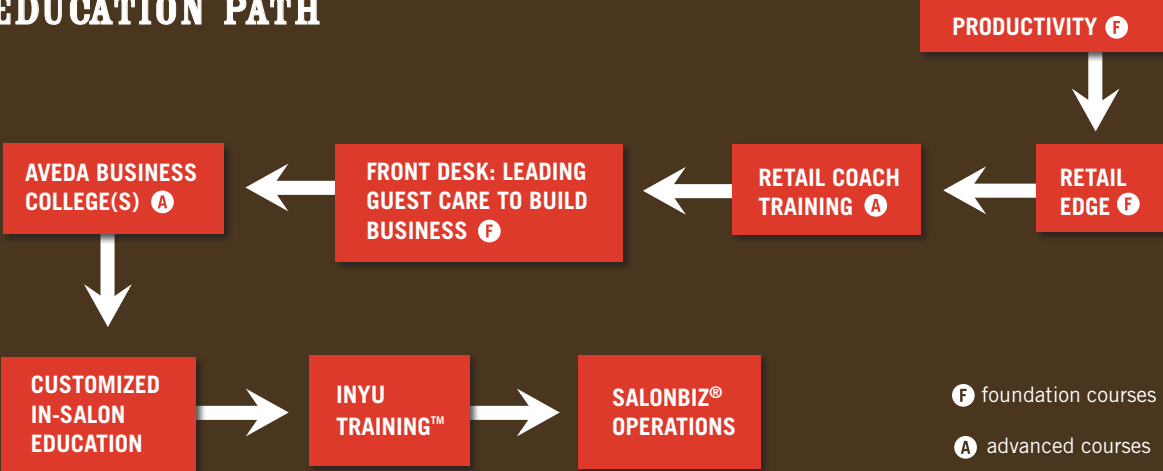 EDUCATION PATH
PRODUCTIVITY F
RETAIL
EDGE F
RETAIL COACH
TRAINING A
FRONT DESK: LEADING
GUEST CARE TO BUILD
BUSINESS F
AVEDA BUSINESS
COLLEGE(S) A
CUSTOMIZED
IN-SALON
EDUCATION
INYU
TRAINING™
SALONBIZ®
OPERATIONS
F foundation courses
A advanced courses